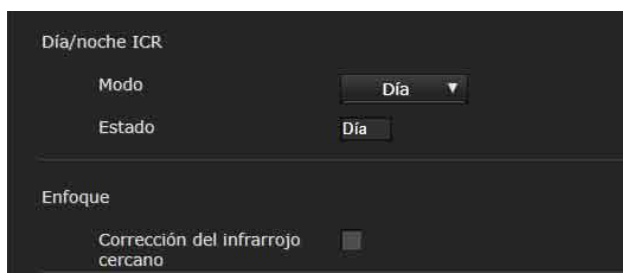 Día/noche ICR
Modo
Día
Estado
Día
Enfoque
Corrección del infrarrojo
cercano